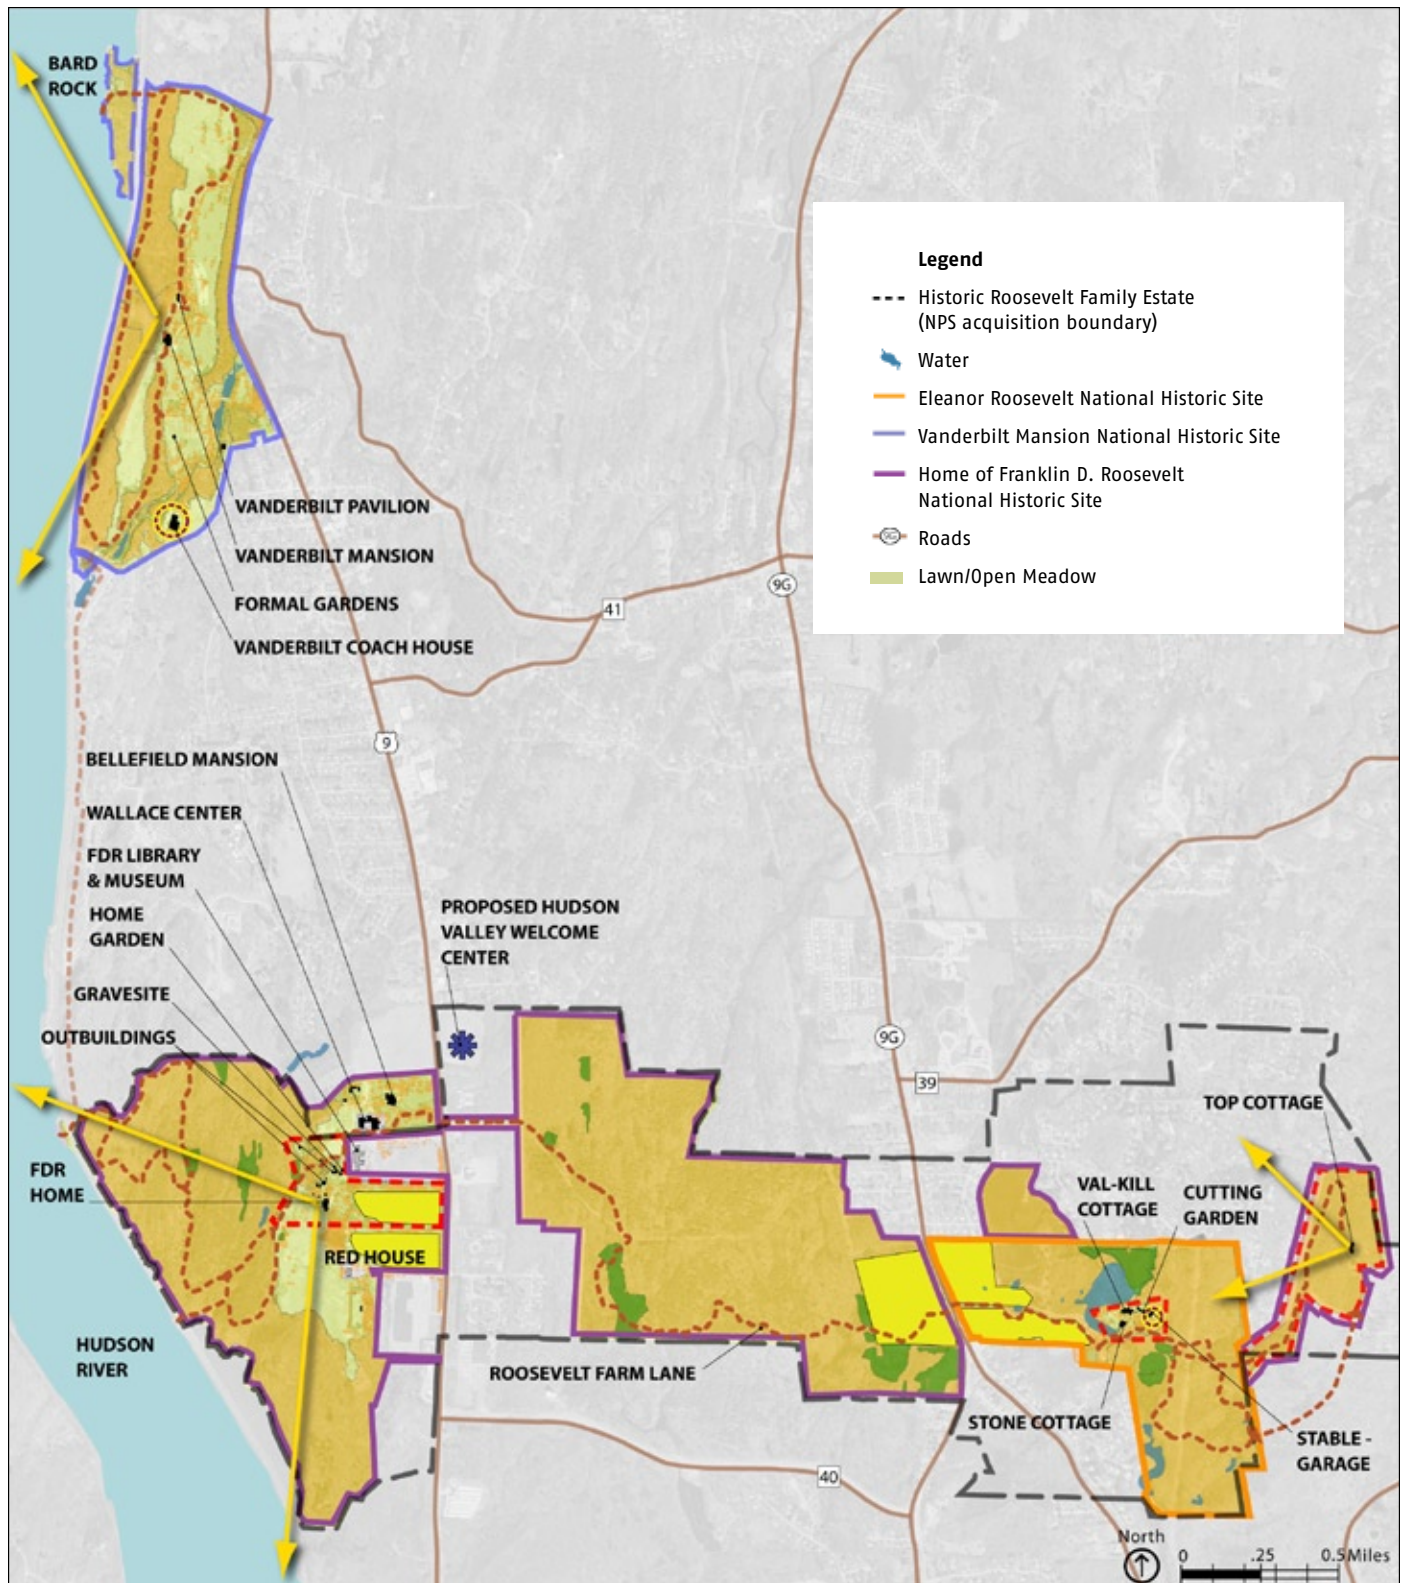 BARD
ROCK
Legend
Historic Roosevelt Family Estate
(NPS acquisition boundary)
Water
Eleanor Roosevelt National Historic Site
Vanderbilt Mansion National Historic Site
Home of Franklin D. Roosevelt
National Historic Site
9G
Roads
Lawn/Open Meadow
VANDERBILT PAVILION
VANDERBILT MANSION
FORMAL GARDENS
VANDERBILT COACH HOUSE
41
9G
9
BELLEFIELD MANSION
WALLACE CENTER
FDR LIBRARY
& MUSEUM
HOME
GARDEN
GRAVESITE
OUTBUILDINGS
PROPOSED HUDSON
VALLEY WELCOME
CENTER
9G
39
TOP COTTAGE
FDR
HOME
VAL-KILL
COTTAGE
CUTTING
GARDEN
RED HOUSE
HUDSON
RIVER
ROOSEVELT FARM LANE
STONE COTTAGE
STABLE -
GARAGE
40
North
0 .25 0.5 Miles